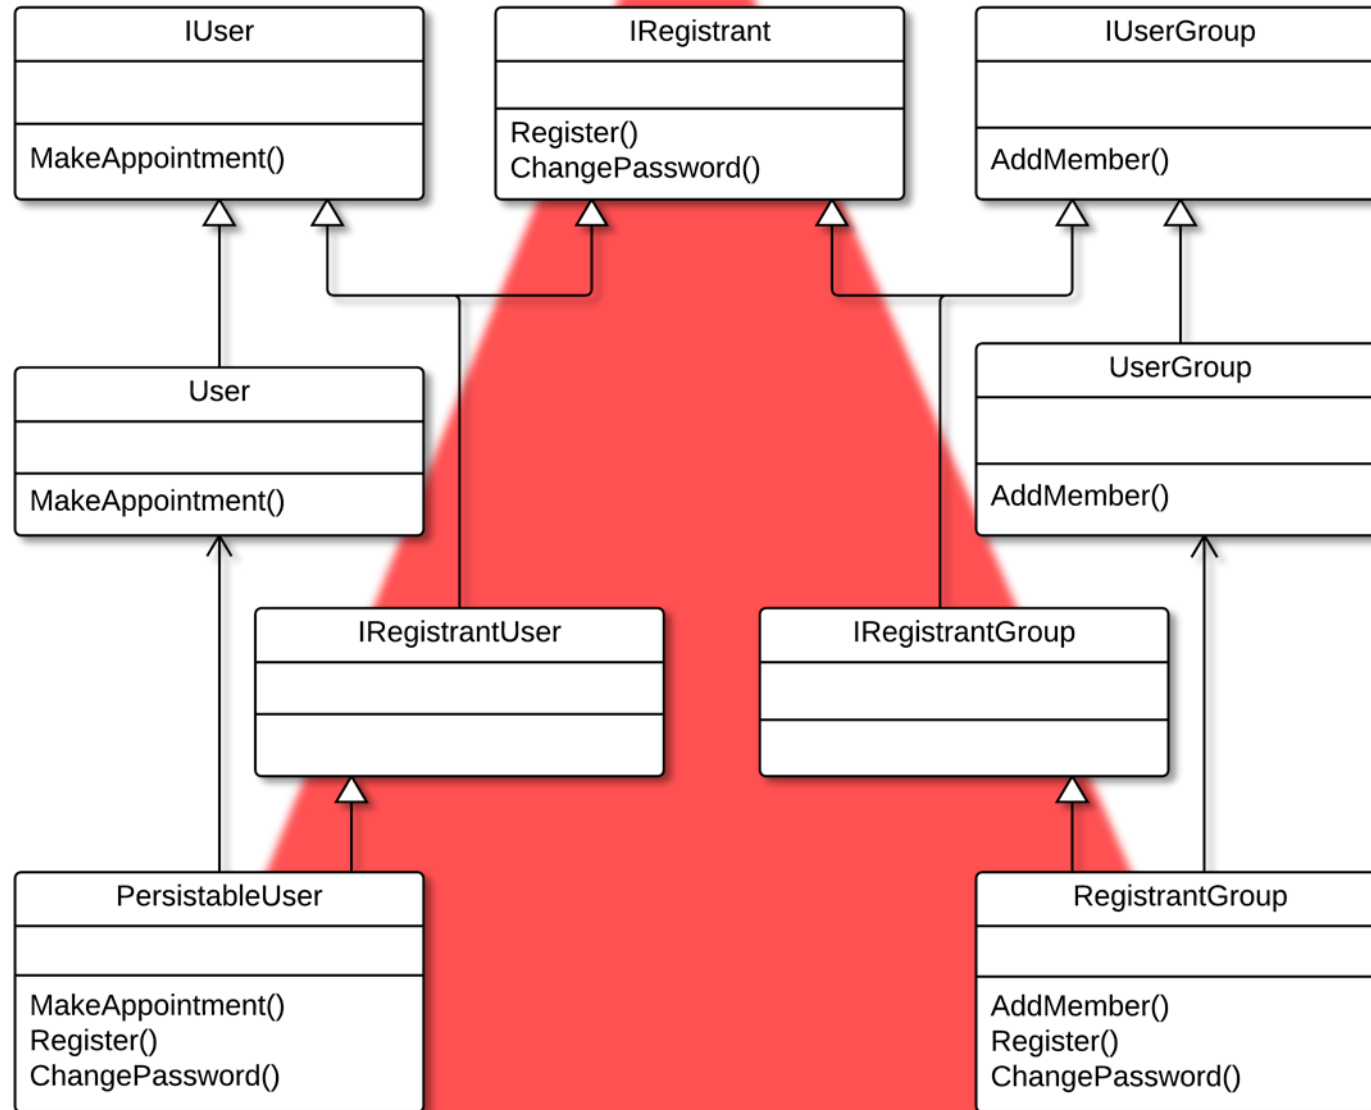 IUser
MakeAppointment()
IRegistrant
Register()
ChangePassword()
IUserGroup
AddMember()
User
MakeAppointment()
UserGroup
AddMember()
IRegistrantUser
IRegistrantGroup
PersistableUser
MakeAppointment()
Register()
ChangePassword()
RegistrantGroup
AddMember()
Register()
ChangePassword()